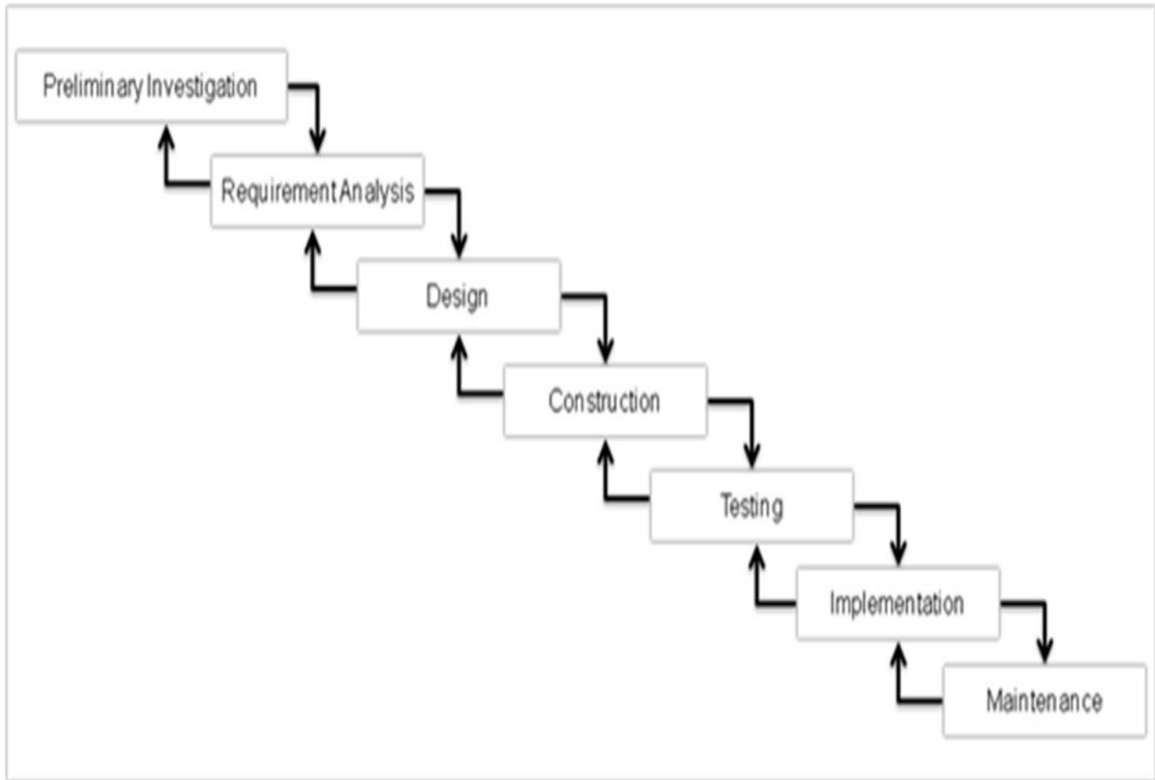 Preliminary Investigation
Requirement Analysis
Design
Construction
Testing
Implementation
Maintenance